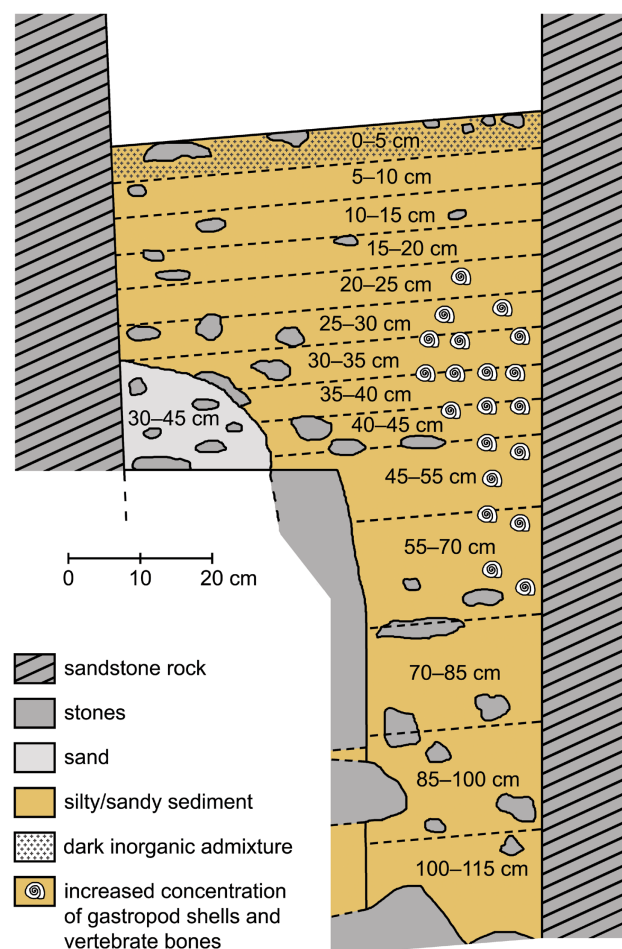 0–5 cm
5–10 cm
10–15 cm
15–20 cm
20–25 cm
25–30 cm
30–35 cm
35–40 cm
30–45 cm
40–45 cm
45–55 cm
55–70 cm
0 10 20 cm
70–85 cm
85–100 cm
100–115 cm
sandstone rock
stones
sand
silty/sandy sediment
dark inorganic admixture
increased concentration
of gastropod shells and
vertebrate bones